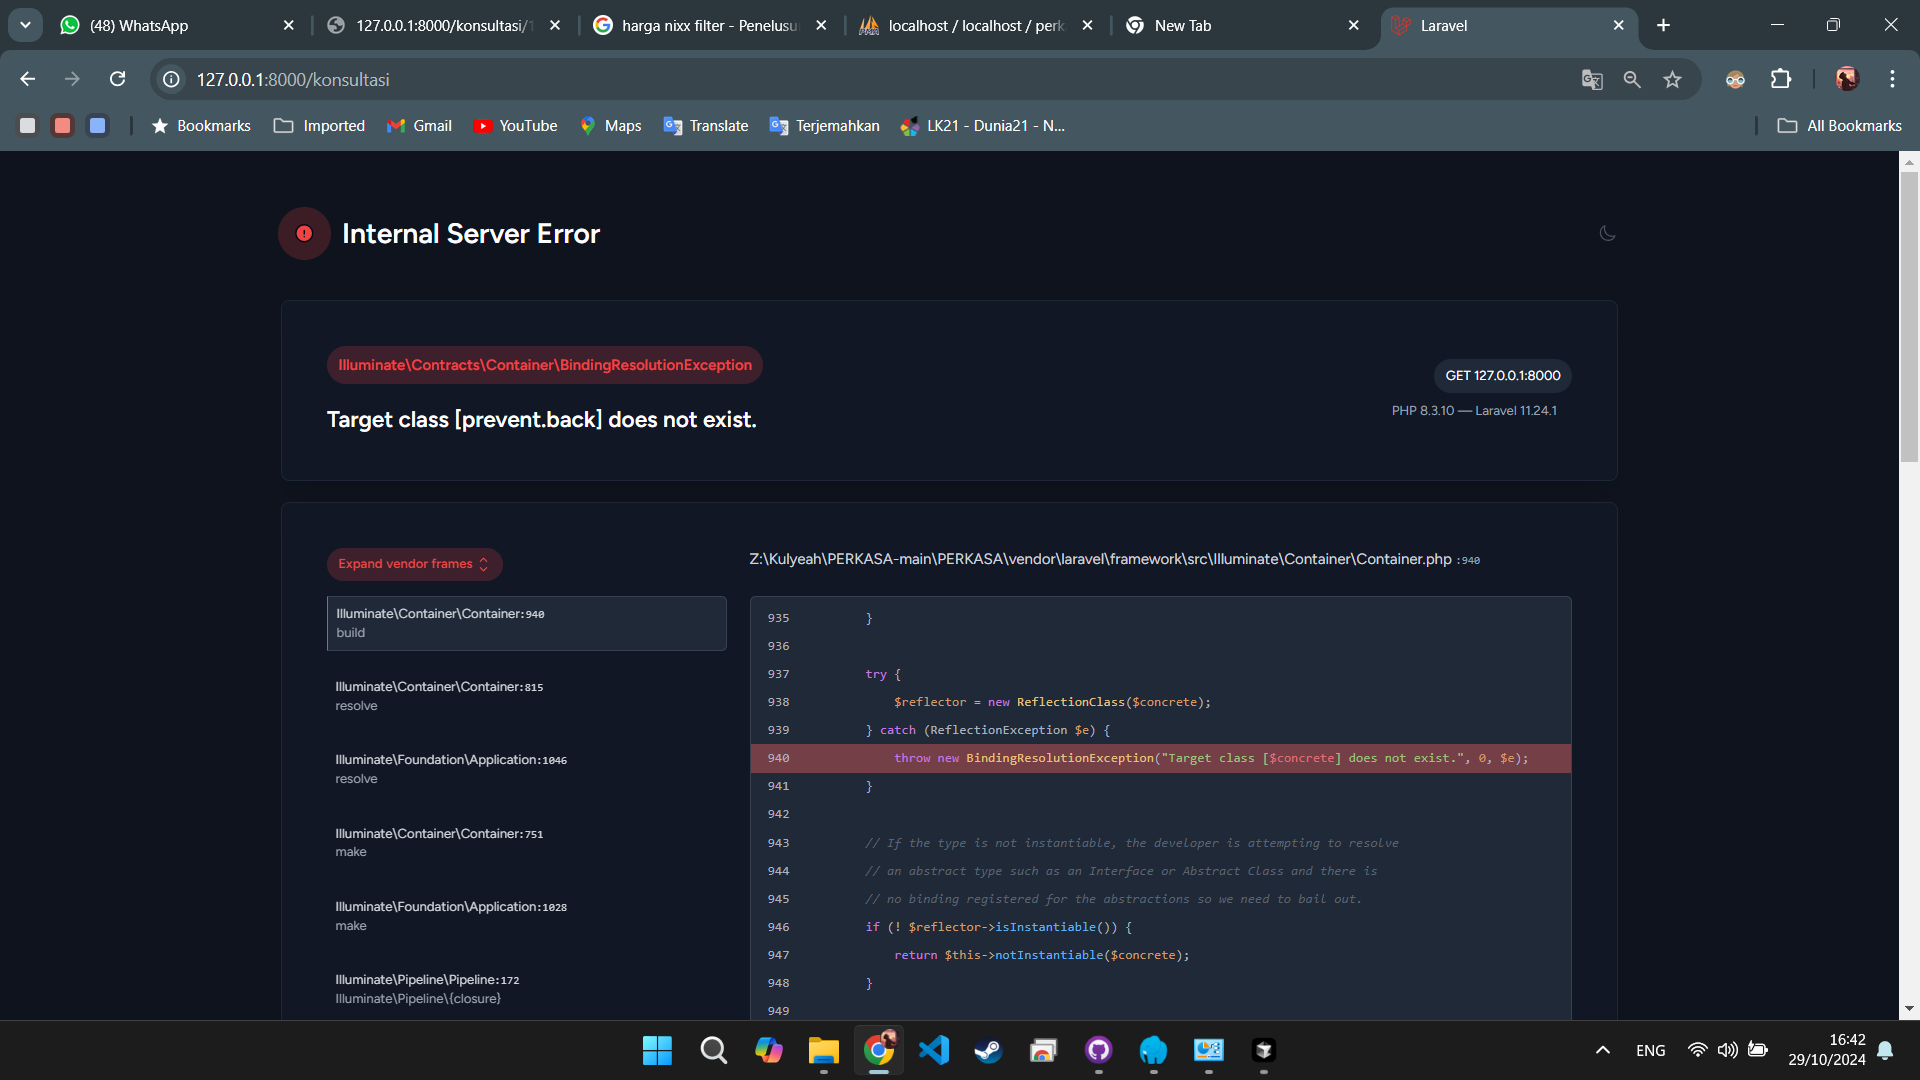 (48) WhatsApp
127.0.0.1:8000/konsultasi/1
harga nixx filter - Penelusu
localhost / localhost / perk
New Tab
Laravel
127.0.0.1:8000/konsultasi
Bookmarks
Imported
Gmail
YouTube
Maps
Translate
Terjemahkan
LK21 - Dunia21 - N...
All Bookmarks
Internal Server Error
Illuminate\Contracts\Container\BindingResolutionException
Target class [prevent.back] does not exist.
GET 127.0.0.1:8000
PHP 8.3.10 — Laravel 11.24.1
Expand vendor frames
Illuminate\Container\Container:940
build
Illuminate\Container\Container:815
resolve
Illuminate\Foundation\Application:1046
resolve
Illuminate\Container\Container:751
make
Illuminate\Foundation\Application:1028
make
Illuminate\Pipeline\Pipeline:172
Illuminate\Pipeline\{closure}
Z:\Kulyeah\PERKASA-main\PERKASA\vendor\laravel\framework\src\Illuminate\Container\Container.php :940
935 }
936
937 try {
938 $reflector = new ReflectionClass($concrete);
939 } catch (ReflectionException $e) {
940 throw new BindingResolutionException("Target class [$concrete] does not exist.", 0, $e);
941 }
942
943 // If the type is not instantiable, the developer is attempting to resolve
944 // an abstract type such as an Interface or Abstract Class and there is
945 // no binding registered for the abstractions so we need to bail out.
946 if (! $reflector->isInstantiable()) {
947 return $this->notInstantiable($concrete);
948 }
949
ENG
16:42
29/10/2024